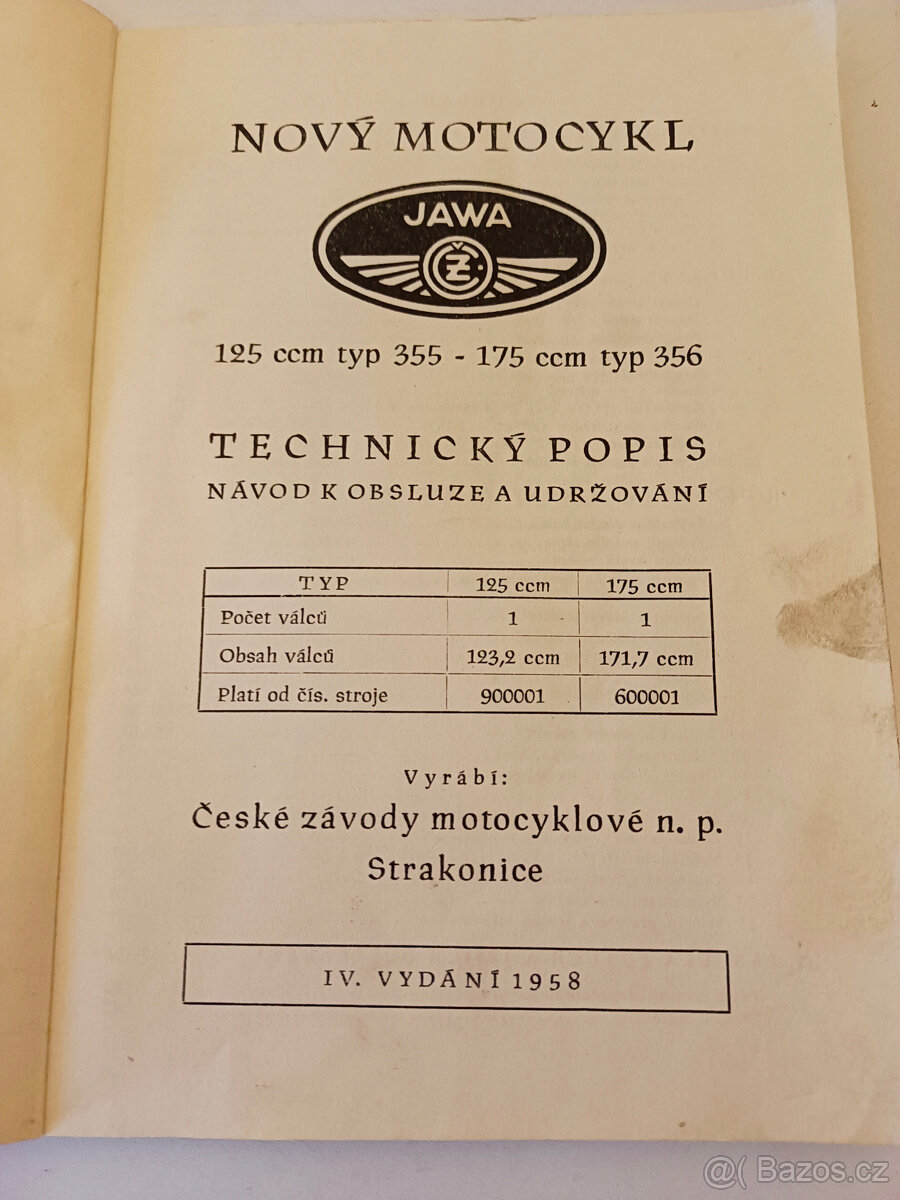 NOVÝ MOTOCYKL
JAWA
ČZ
125 ccm typ 355 - 175 ccm typ 356
TECHNICKÝ POPIS
NÁVOD K OBSLUZE A UDRŽOVÁNÍ
TYP 125 ccm 175 ccm
Počet válců 1 1
Obsah válců 123,2 ccm 171,7 ccm
Platí od čís. stroje 900001 600001
Vyrábí:
České závody motocyklové n. p.
Strakonice
IV. VYDÁNÍ 1958
@( Bazos.cz